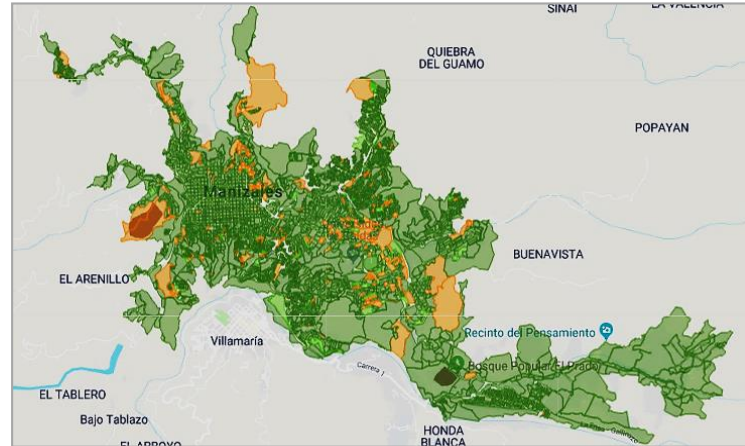 SINAI
LA VALENCIA
QUIEBRA
DEL GUAMO
POPAYAN
Manizales
BUENAVISTA
EL ARENILLO
Recinto del Pensamiento
Villamaría
Bosque Popular El Prado
Carrera 1
EL TABLERO
Bajo Tablazo
HONDA
BLANCA
EL ARROYO